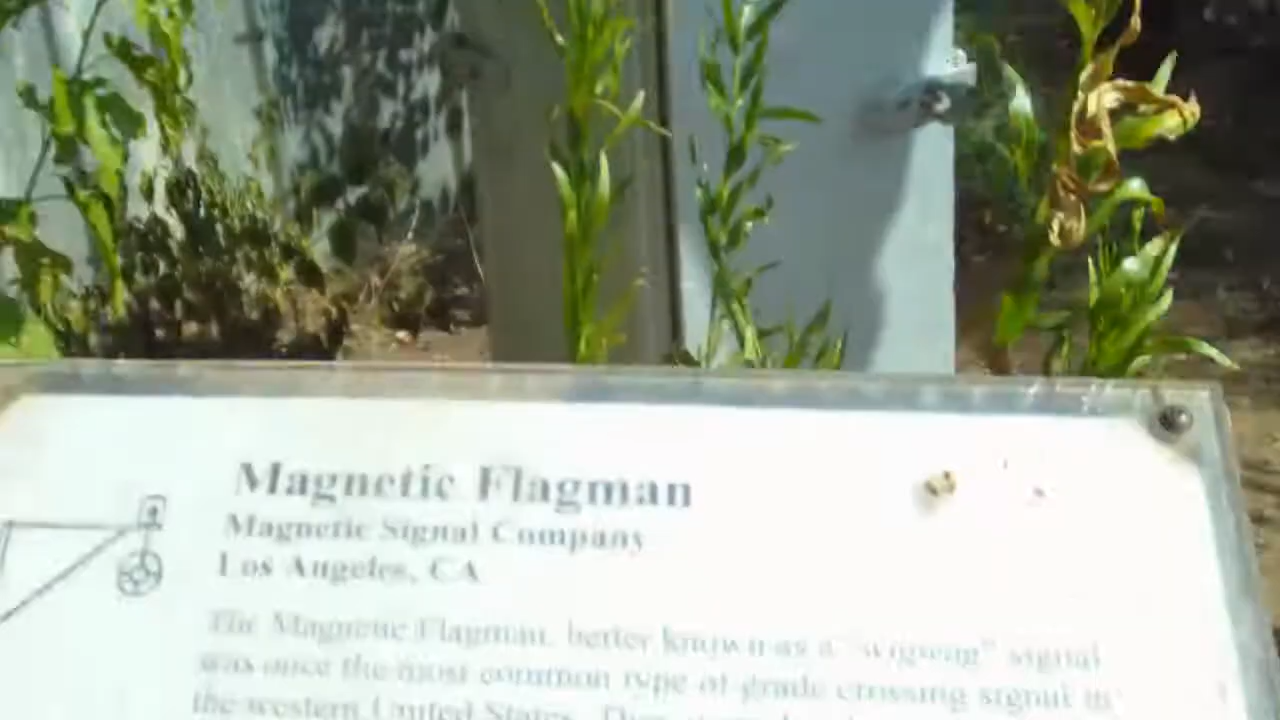 Magnetic Flagman
Magnetic Signal Company
Los Angeles, CA
The Magnetic Flagman, better known as a "wigwag" signal
was once the most common type of grade crossing signal in
the western United States. They